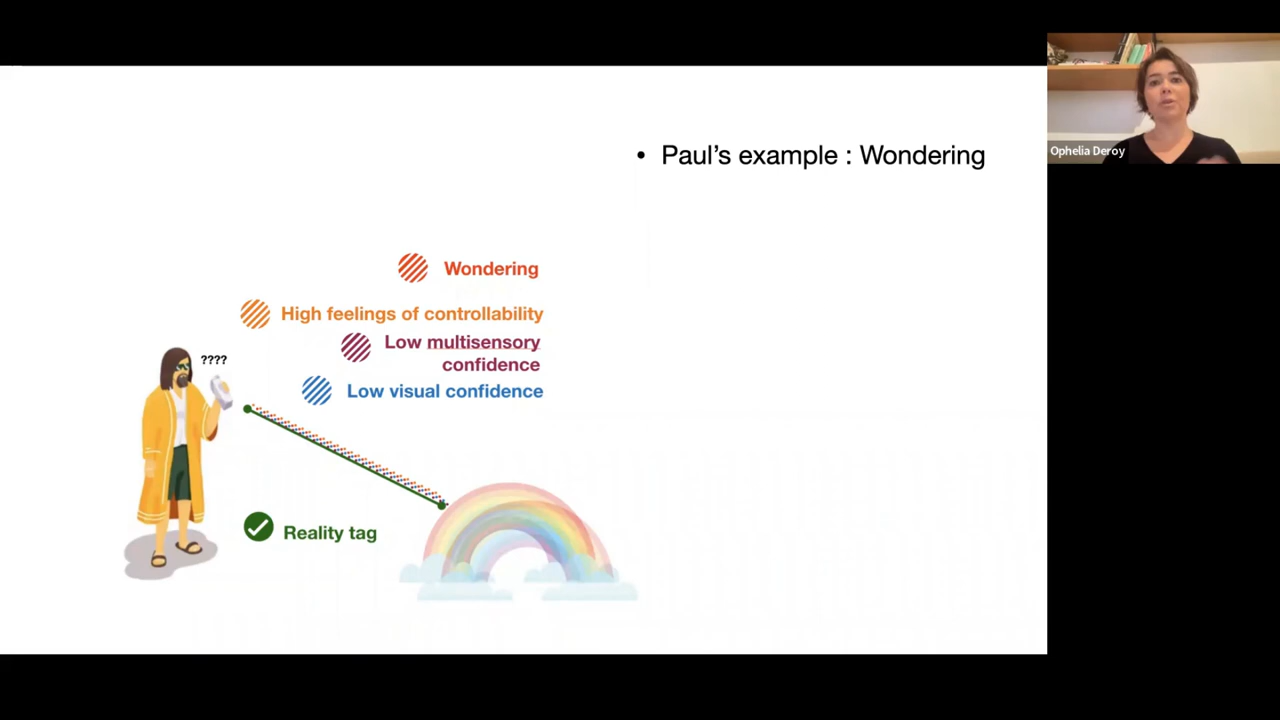 • Paul's example : Wondering
Ophelia Deroy
Wondering
High feelings of controllability
Low multisensory
confidence
????
Low visual confidence
Reality tag